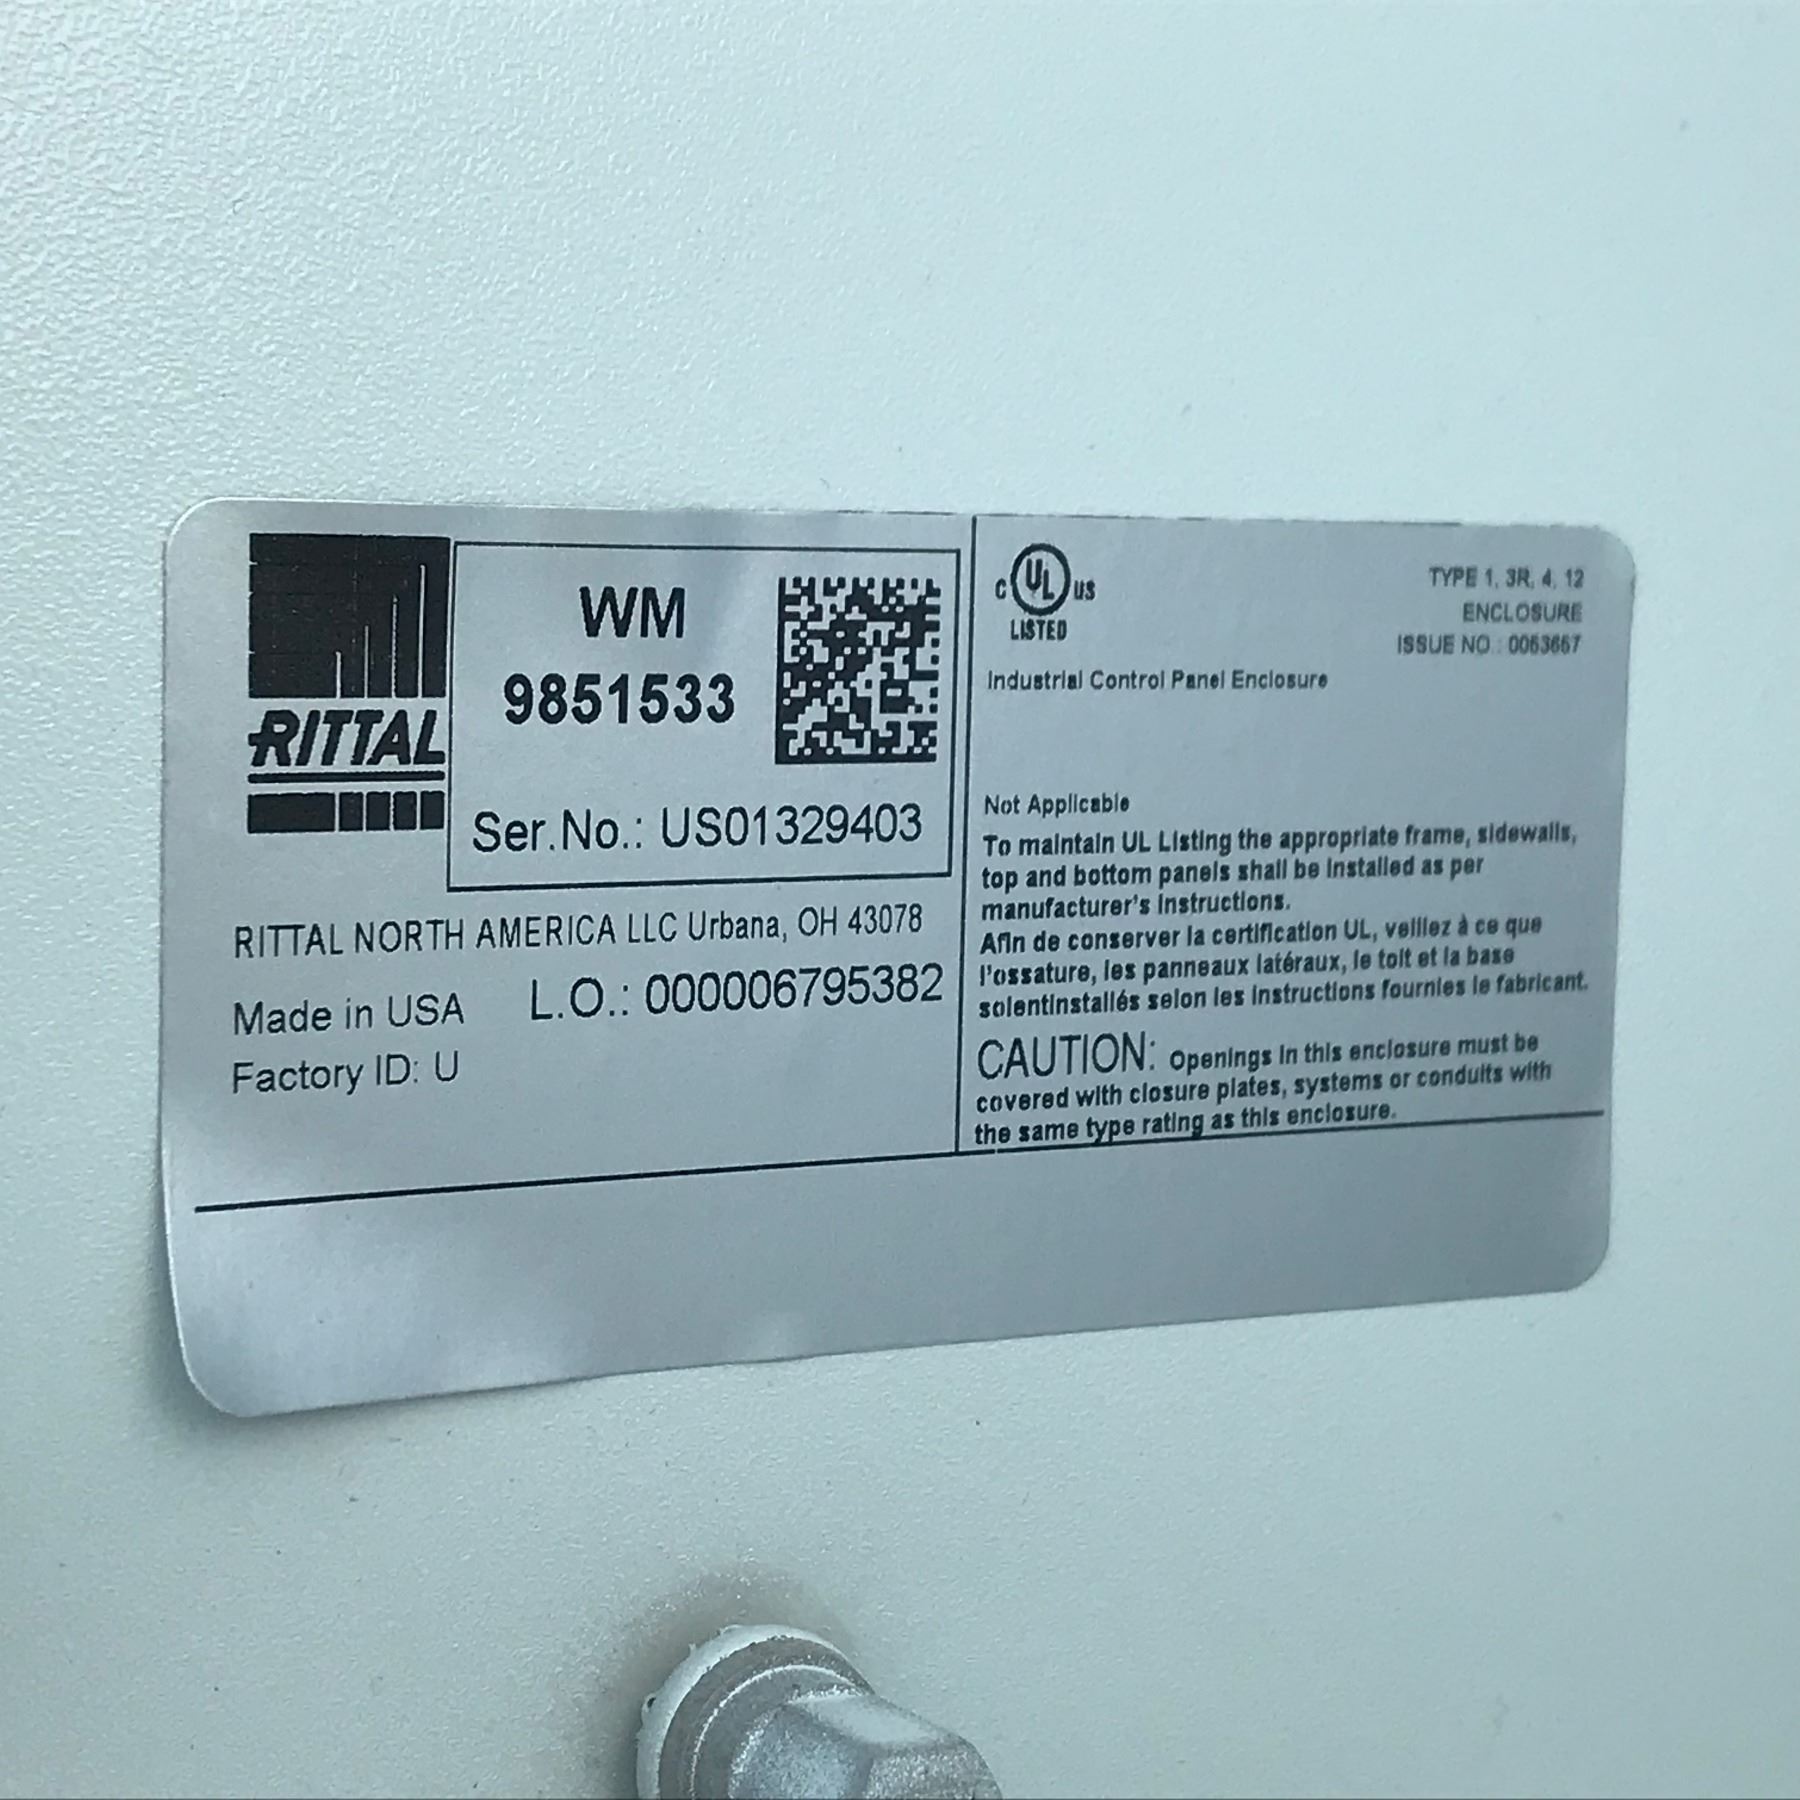 RITTAL
WM
9851533
Ser.No.: US01329403
RITTAL NORTH AMERICA LLC Urbana, OH 43078
Made in USA L.O.: 000006795382
Factory ID: U
C UL US
LISTED
TYPE 1, 3R, 4, 12
ENCLOSURE
ISSUE NO.: 0053657
Industrial Control Panel Enclosure
Not Applicable
To maintain UL Listing the appropriate frame, sidewalls,
top and bottom panels shall be installed as per
manufacturer's instructions.
Afin de conserver la certification UL, veillez à ce que
l'ossature, les panneaux latéraux, le toit et la base
soientinstallés selon les instructions fournies le fabricant.
CAUTION: Openings in this enclosure must be
covered with closure plates, systems or conduits with
the same type rating as this enclosure.